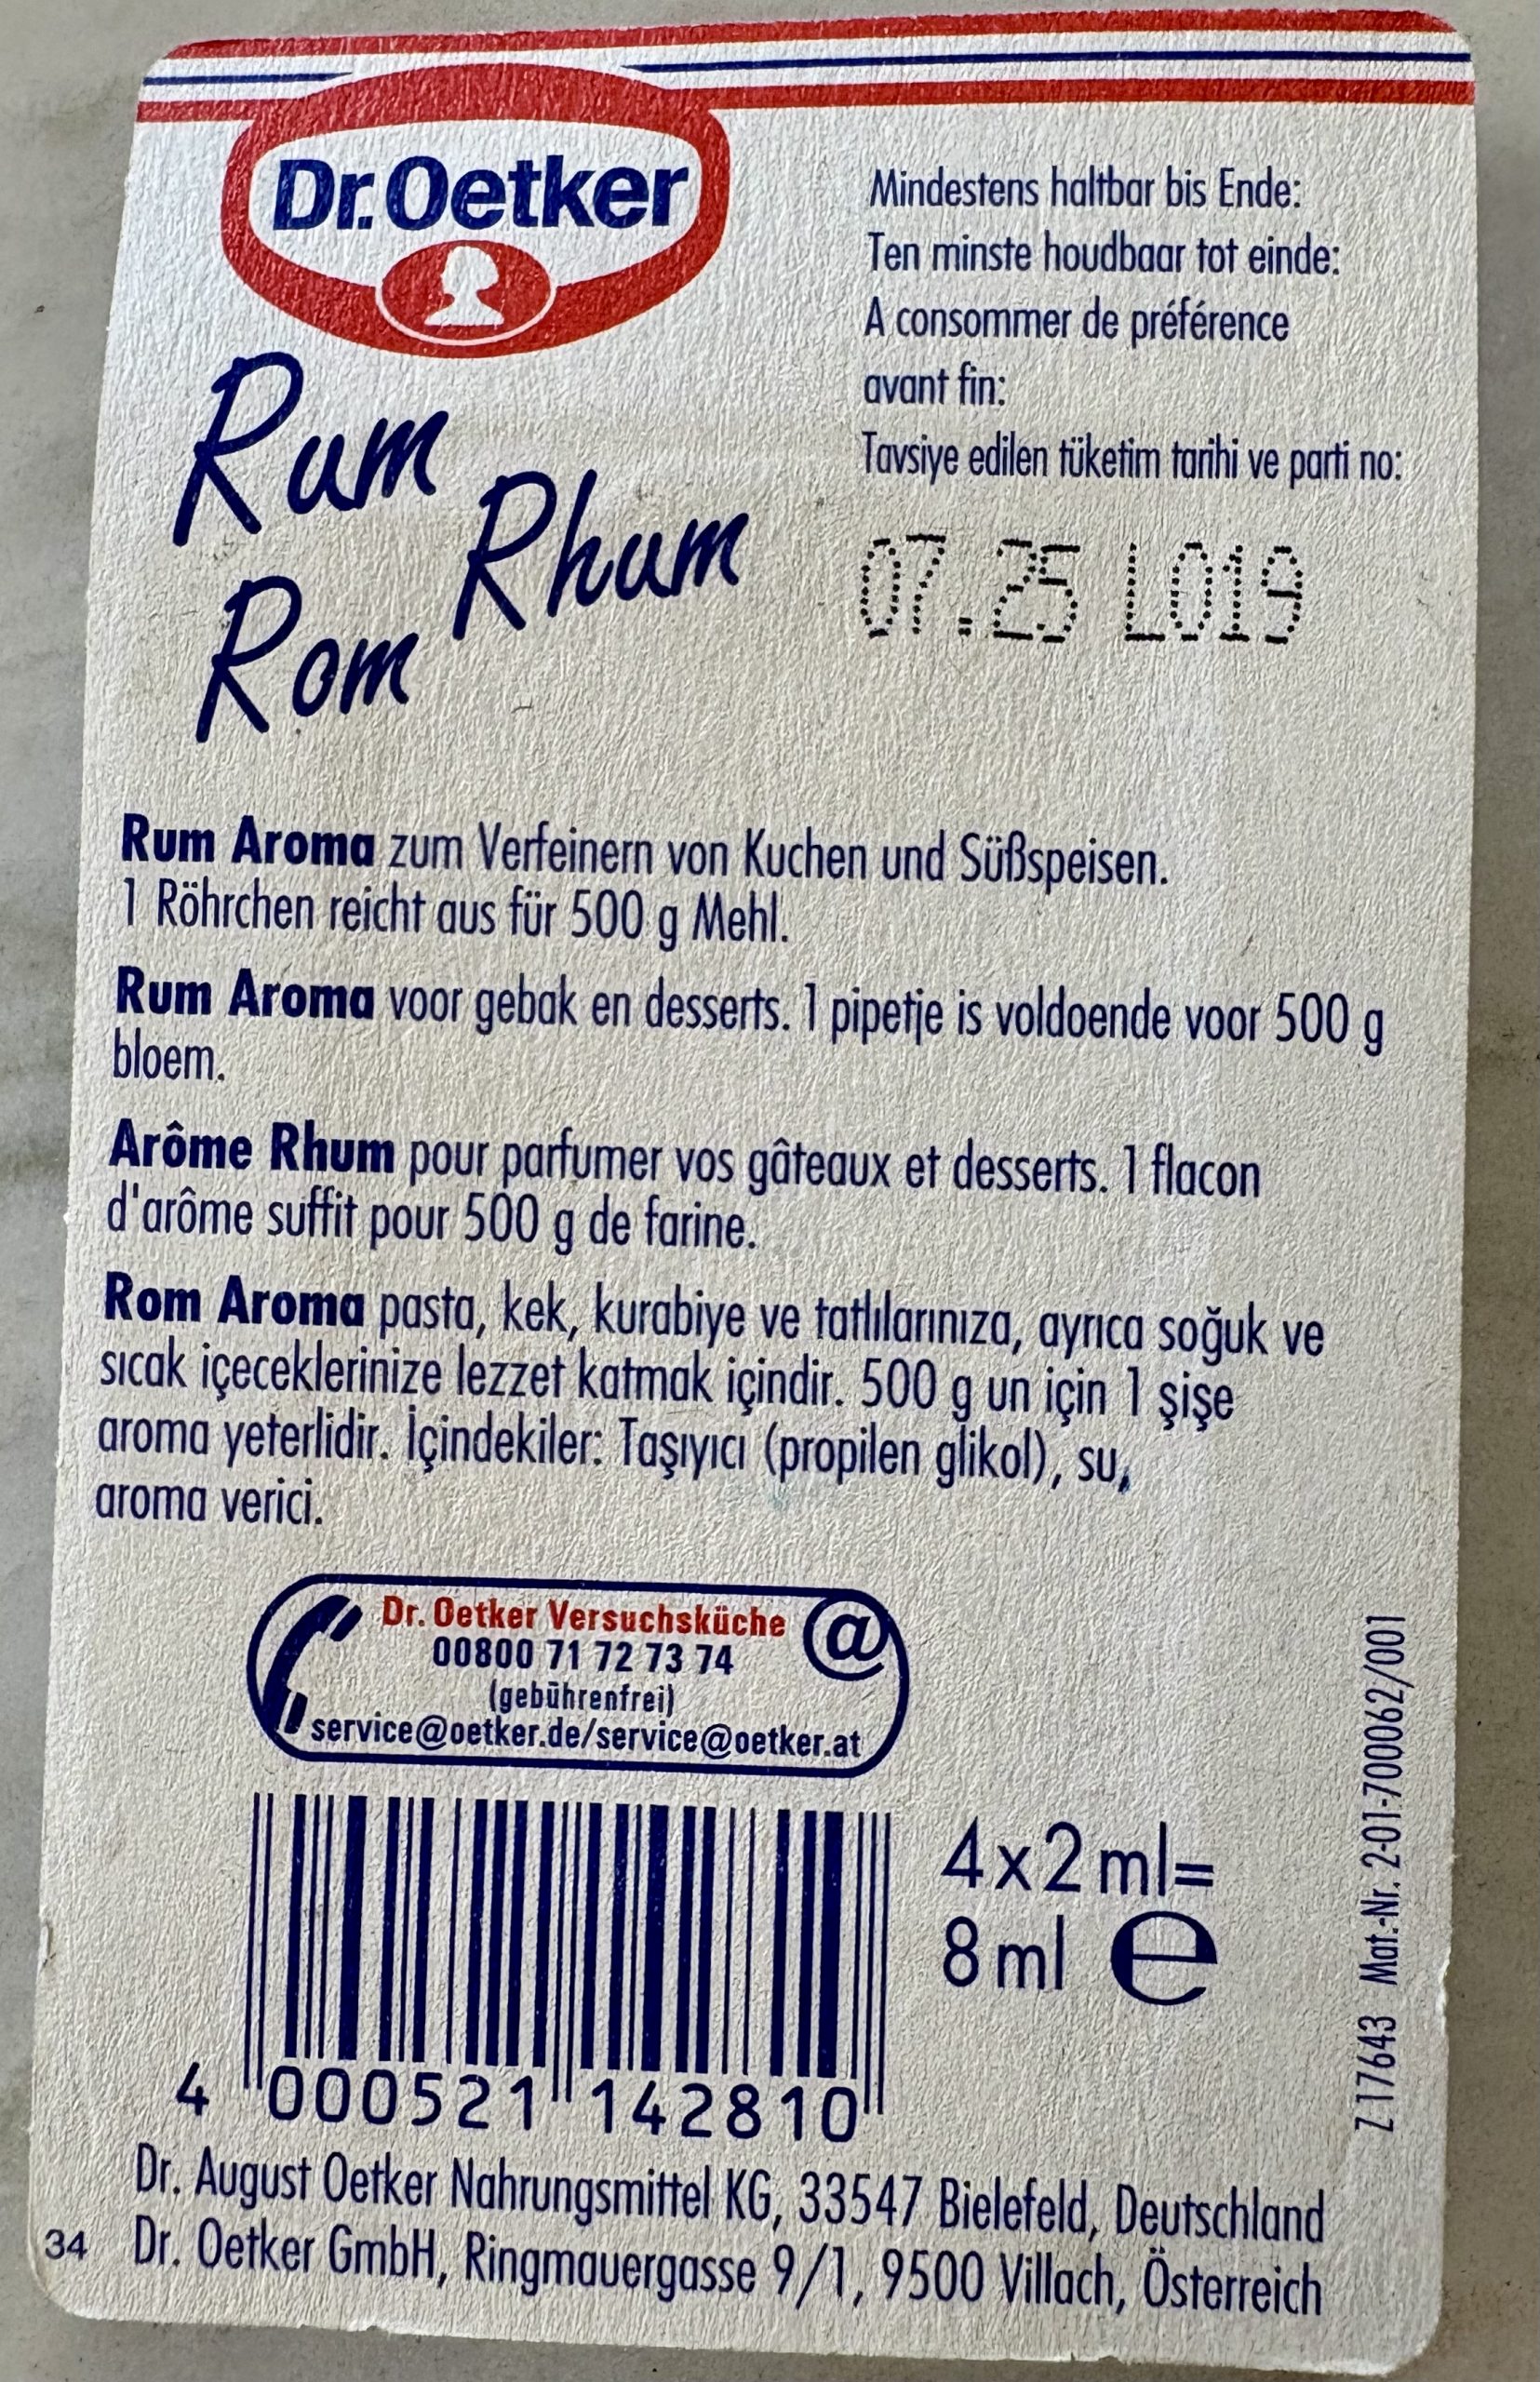 Dr. Oetker
Mindestens haltbar bis Ende:
Ten minste houdbaar tot einde:
A consommer de préférence
avant fin:
Tavsiye edilen tüketim tarihi ve parti no:
07.25 L019
Rum
Rhum
Rom
Rum Aroma zum Verfeinern von Kuchen und Süßspeisen.
1 Röhrchen reicht aus für 500 g Mehl.
Rum Aroma voor gebak en desserts. 1 pipetje is voldoende voor 500 g
bloem.
Arôme Rhum pour parfumer vos gâteaux et desserts. 1 flacon
d'arôme suffit pour 500 g de farine.
Rom Aroma pasta, kek, kurabiye ve tatlılarınıza, ayrıca soğuk ve
sıcak içeceklerinize lezzet katmak içindir. 500 g un için 1 şişe
aroma yeterlidir. İçindekiler: Taşıyıcı (propilen glikol), su,
aroma verici.
Dr. Oetker Versuchsküche
@
00800 71 72 73 74
(gebührenfrei)
service@oetker.de/service@oetker.at
4x2 ml=
8 ml e
4 000521 142810
Z 17643 Mat.-Nr. 2-01-700062/001
Dr. August Oetker Nahrungsmittel KG, 33547 Bielefeld, Deutschland
34 Dr. Oetker GmbH, Ringmauergasse 9/1, 9500 Villach, Österreich